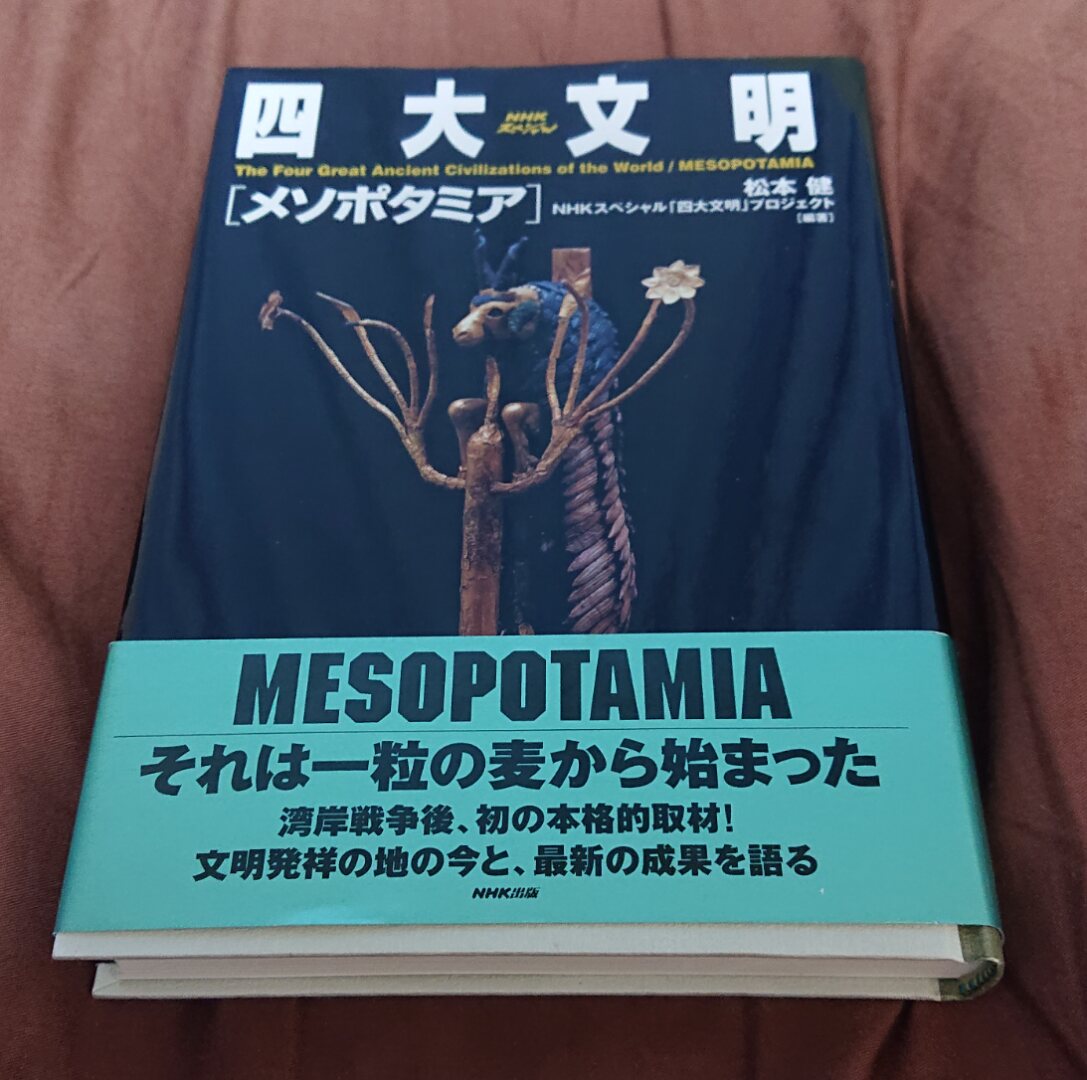 四大文明
NHK
スペシャル
The Four Great Ancient Civilizations of the World / MESOPOTAMIA
[メソポタミア]
松本 健
NHKスペシャル「四大文明」プロジェクト
[編著]
MESOPOTAMIA
それは一粒の麦から始まった
湾岸戦争後、初の本格的取材!
文明発祥の地の今と、最新の成果を語る
NHK出版